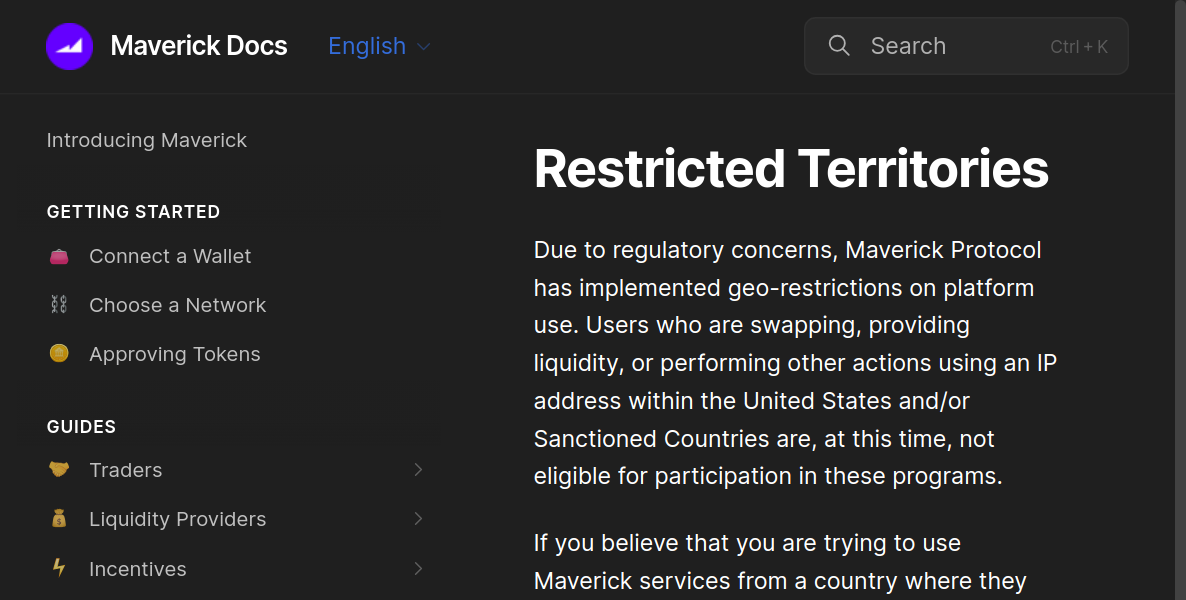 Maverick Docs
English
Search
Ctrl + K
Introducing Maverick
GETTING STARTED
Connect a Wallet
Choose a Network
Approving Tokens
GUIDES
Traders
Liquidity Providers
Incentives
Restricted Territories
Due to regulatory concerns, Maverick Protocol
has implemented geo-restrictions on platform
use. Users who are swapping, providing
liquidity, or performing other actions using an IP
address within the United States and/or
Sanctioned Countries are, at this time, not
eligible for participation in these programs.
If you believe that you are trying to use
Maverick services from a country where they